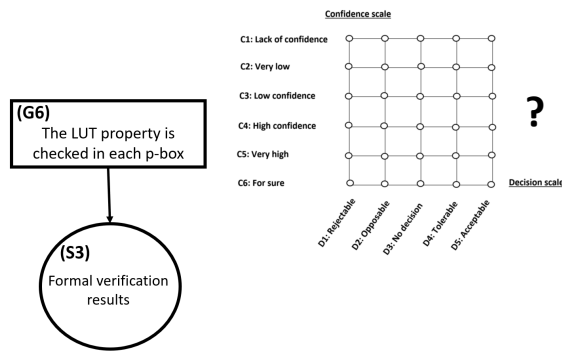 Confidence scale
C1: Lack of confidence
C2: Very low
C3: Low confidence
C4: High confidence
C5: Very high
C6: For sure
Decision scale
D1: Rejectable
D2: Opposable
D3: No decision
D4: Tolerable
D5: Acceptable
?
(G6)
The LUT property is
checked in each p-box
(S3)
Formal verification
results